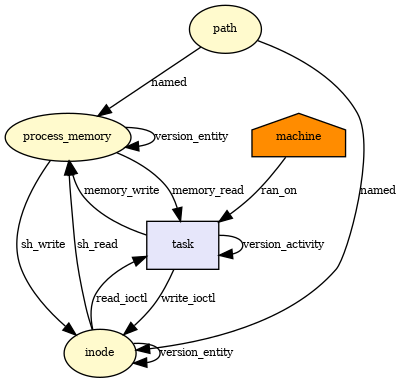 path
named
process_memory
version_entity
machine
memory_write
memory_read
ran_on
named
sh_write
sh_read
task
version_activity
read_ioctl
write_ioctl
inode
version_entity